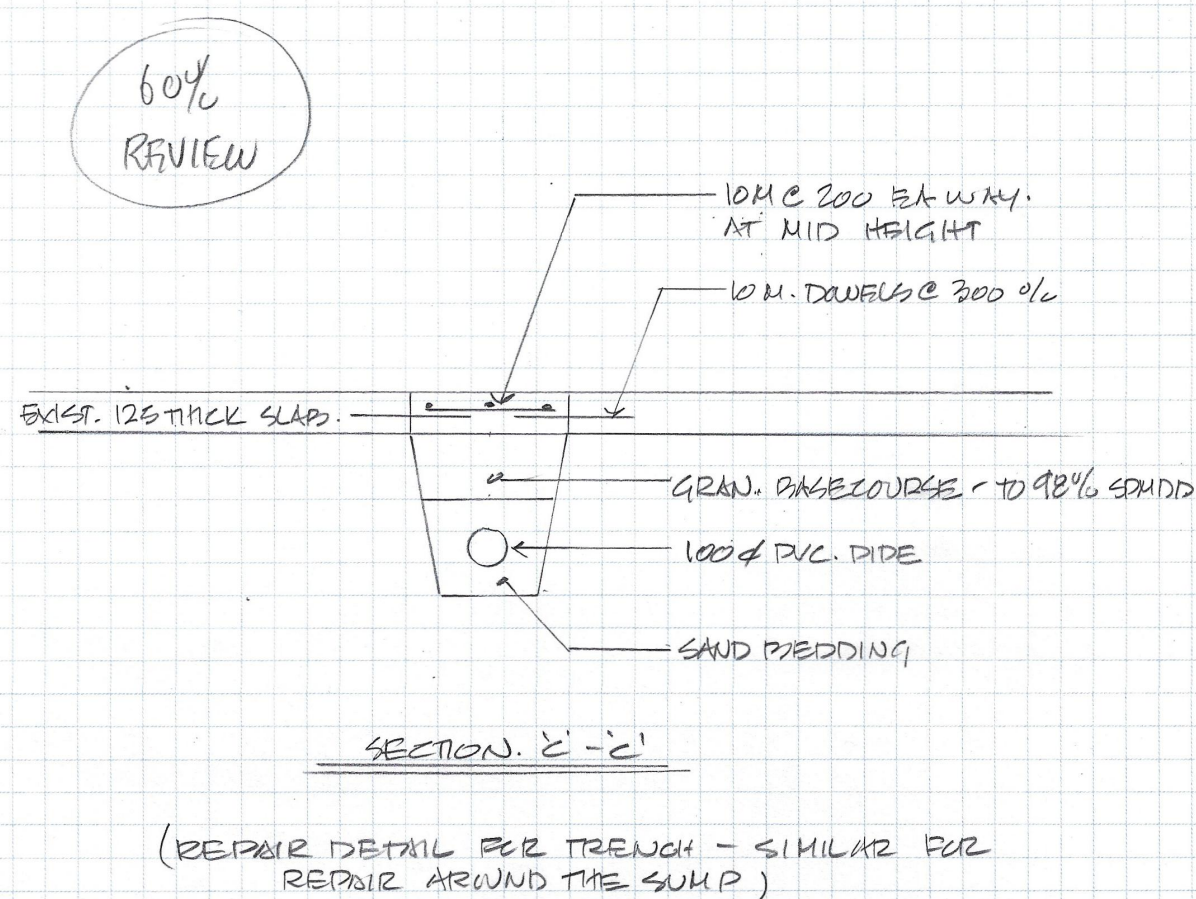 60%
REVIEW
10M @ 200 EA WAY.
AT MID HEIGHT
10M. DOWELS @ 300 o/c
EXIST. 125 THICK SLAB.
GRAN. BASECOURSE - TO 98% SPMDD
100 ⌀ PVC. PIPE
SAND BEDDING
SECTION. 'C' - 'C'
(REPAIR DETAIL FOR TRENCH - SIMILAR FOR
REPAIR AROUND THE SUMP)